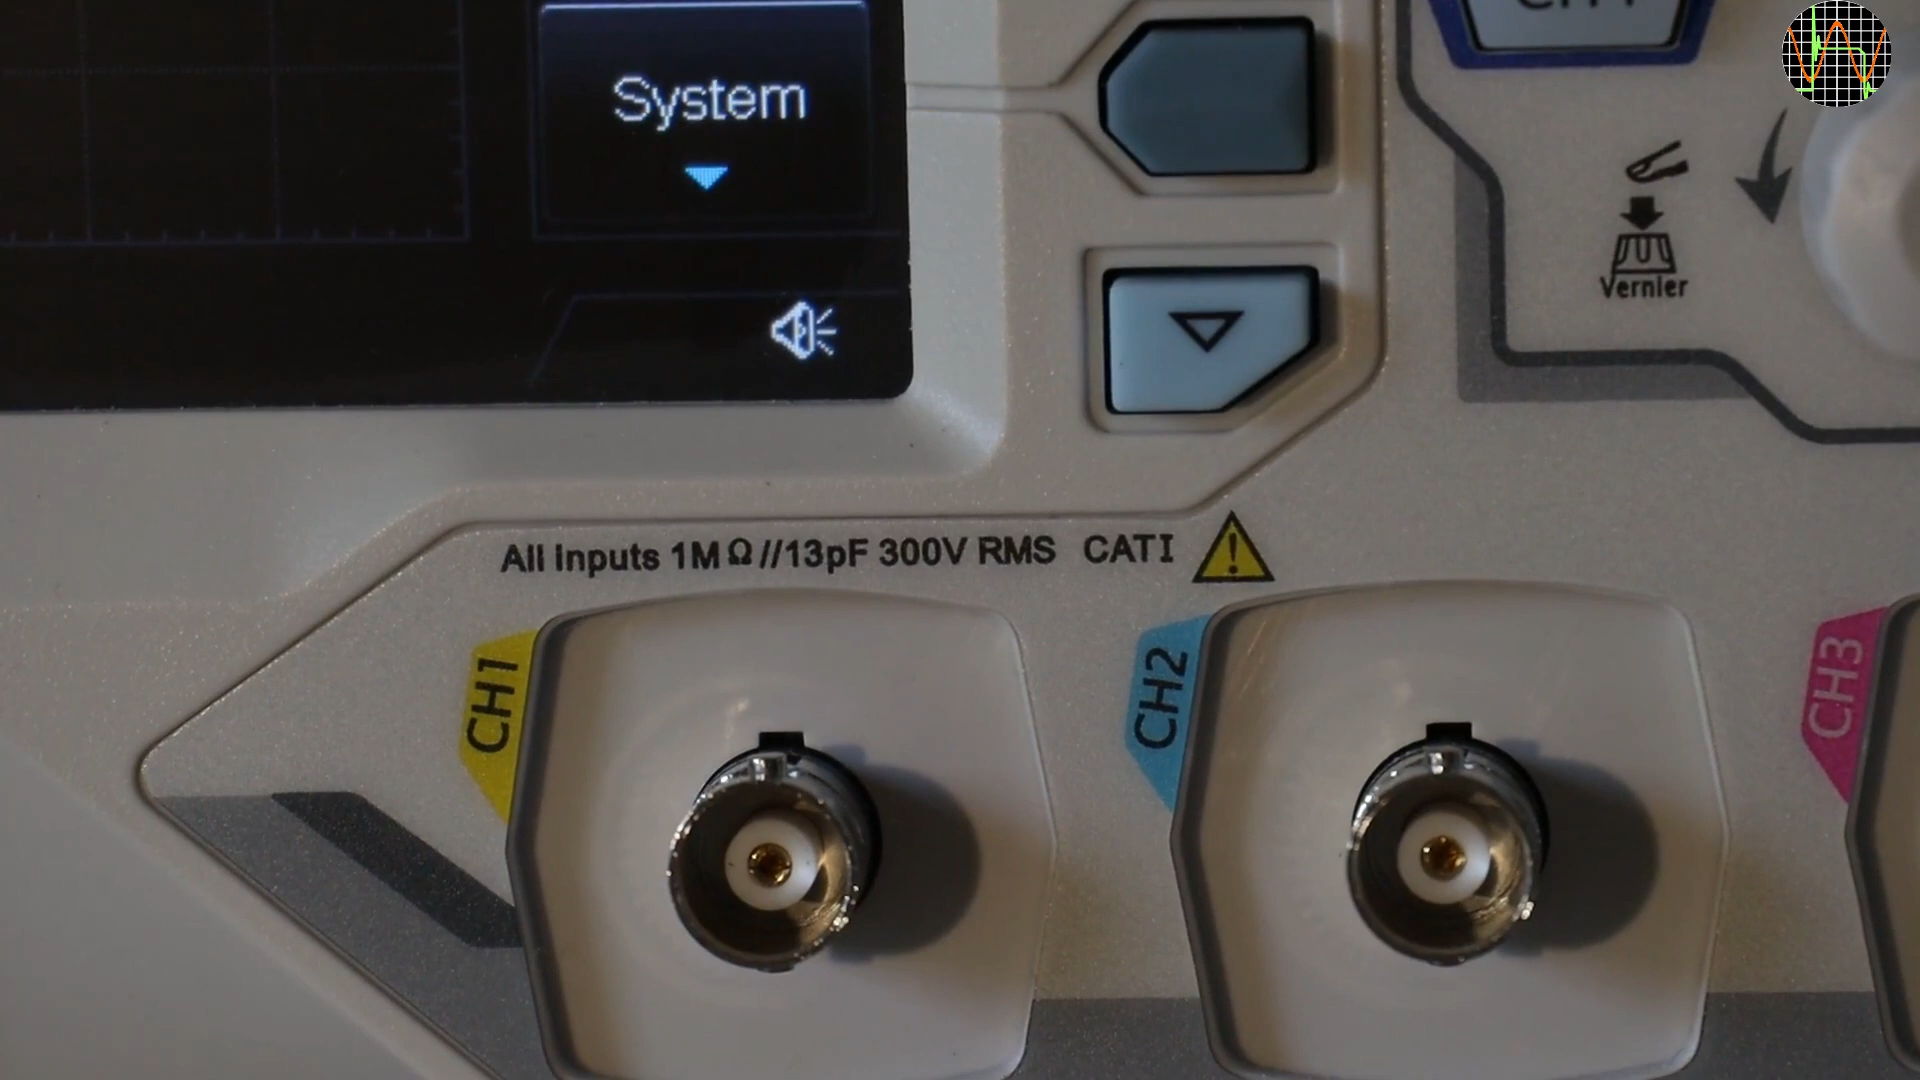 System
Vernier
All Inputs 1MΩ//13pF 300V RMS CATI
CH1
CH2
CH3